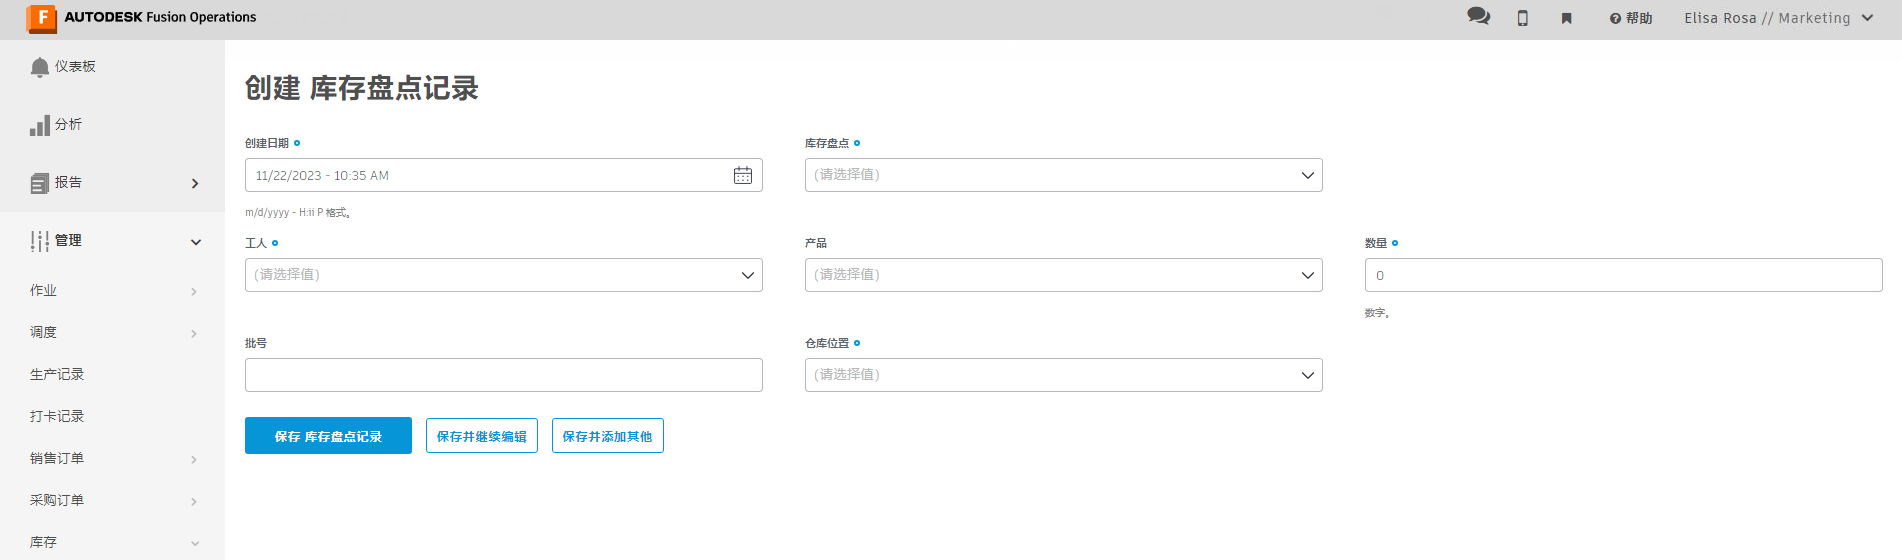 AUTODESK Fusion Operations
帮助
Elisa Rosa // Marketing
仪表板
分析
报告
管理
作业
调度
生产记录
打卡记录
销售订单
采购订单
库存
创建 库存盘点记录
创建日期
11/22/2023 - 10:35 AM
m/d/yyyy - H:ii P 格式。
库存盘点
(请选择值)
工人
(请选择值)
产品
(请选择值)
数量
0
数字。
批号
仓库位置
(请选择值)
保存 库存盘点记录
保存并继续编辑
保存并添加其他